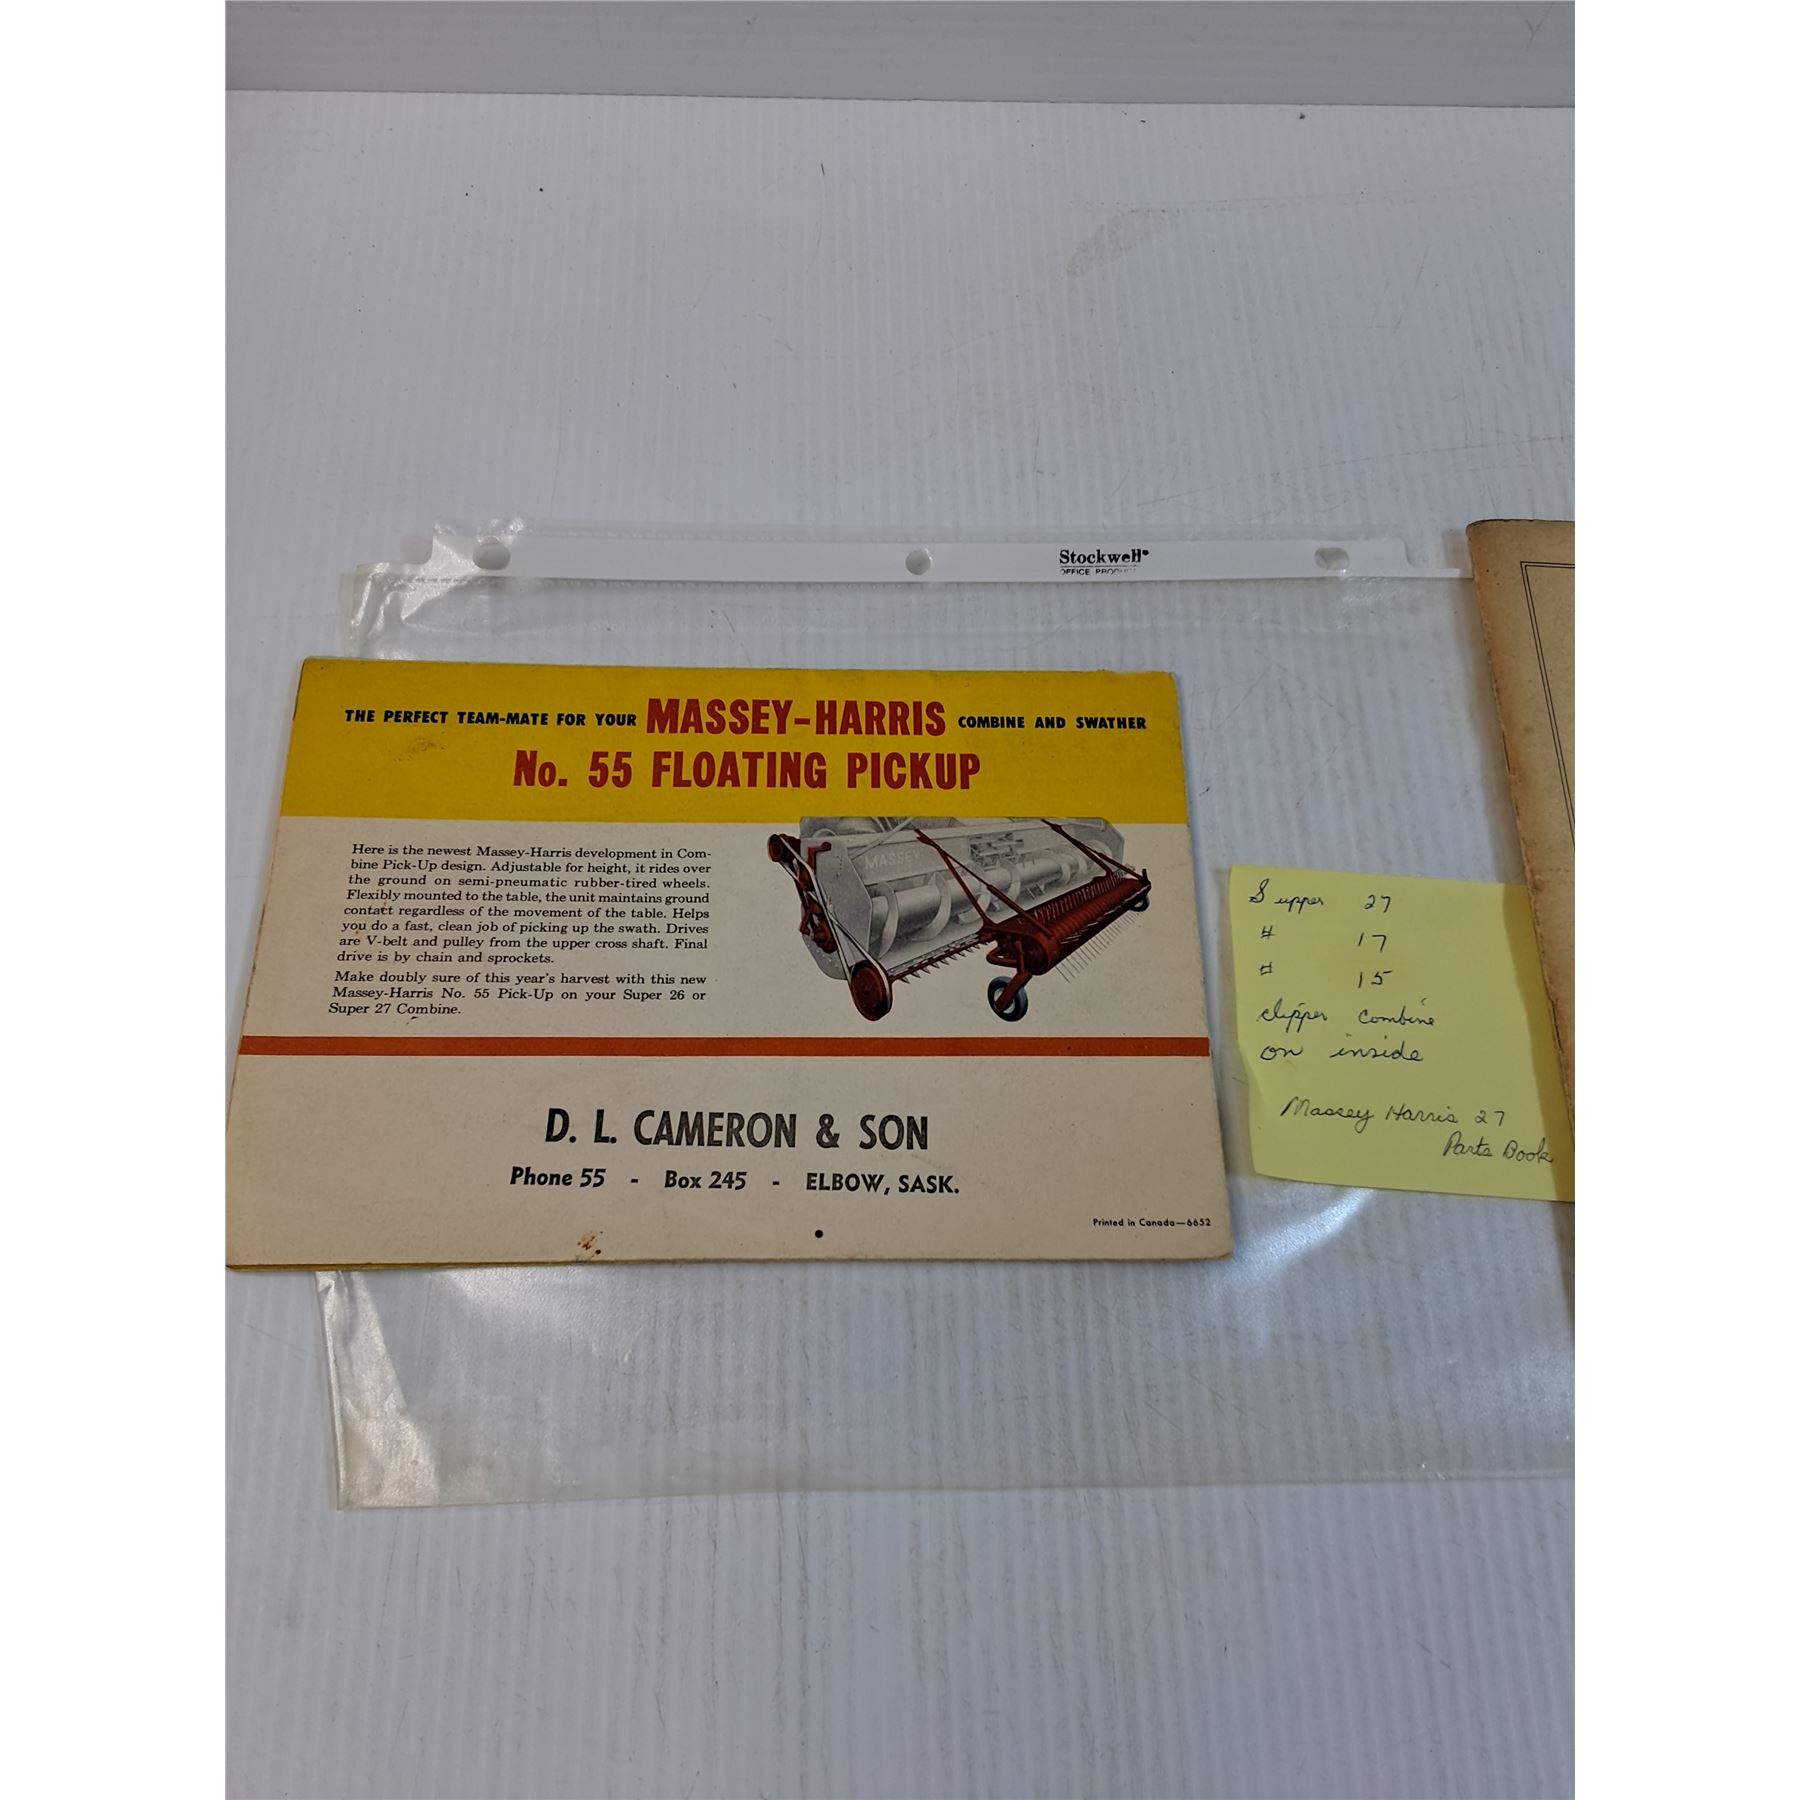 Stockwell
OFFICE PRODUCT
THE PERFECT TEAM-MATE FOR YOUR MASSEY-HARRIS COMBINE AND SWATHER
No. 55 FLOATING PICKUP
Here is the newest Massey-Harris development in Com-
bine Pick-Up design. Adjustable for height, it rides over
the ground on semi-pneumatic rubber-tired wheels.
Flexibly mounted to the table, the unit maintains ground
contact regardless of the movement of the table. Helps
you do a fast, clean job of picking up the swath. Drives
are V-belt and pulley from the upper cross shaft. Final
drive is by chain and sprockets.
Make doubly sure of this year's harvest with this new
Massey-Harris No. 55 Pick-Up on your Super 26 or
Super 27 Combine.
MASSEY
D. L. CAMERON & SON
Phone 55 - Box 245 - ELBOW, SASK.
Printed in Canada—6652
Supper 27
# 17
# 15
clipper combine
on inside
Massey Harris 27
Parts Book